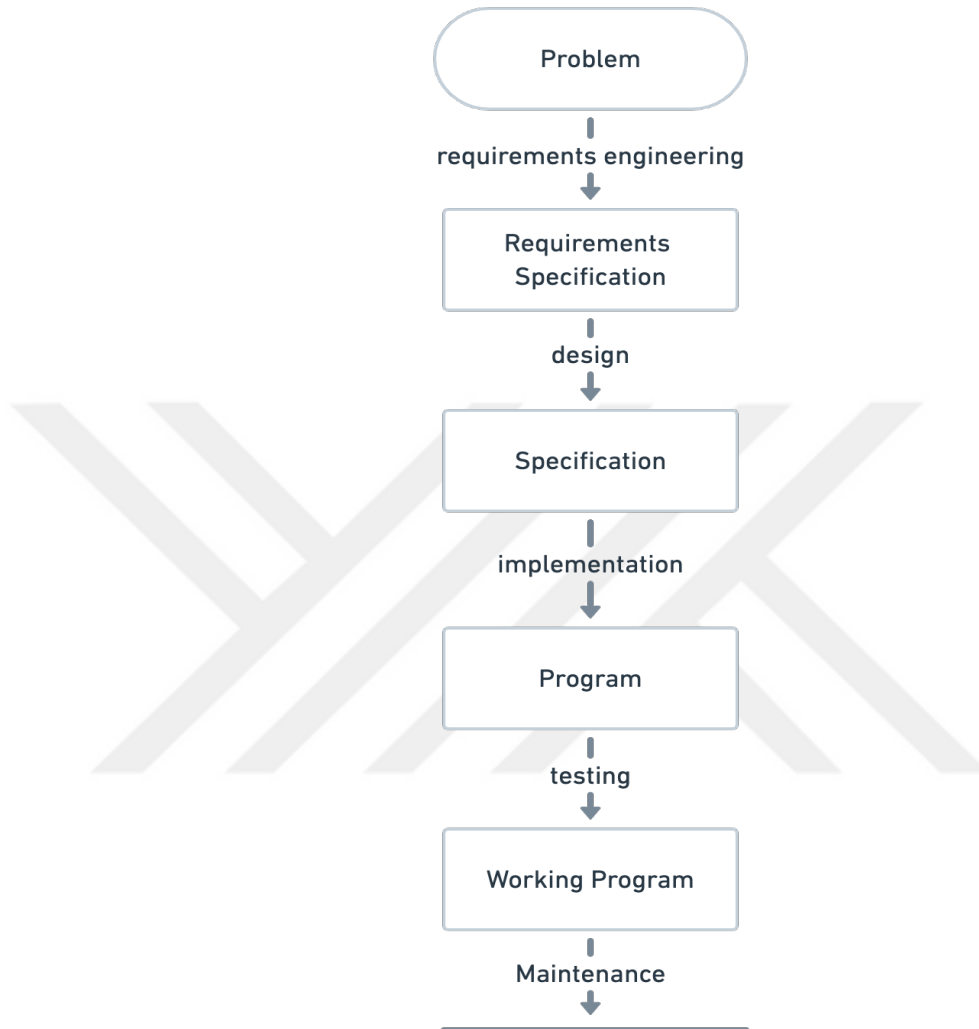 Problem
requirements engineering
Requirements
Specification
design
Specification
implementation
Program
testing
Working Program
Maintenance